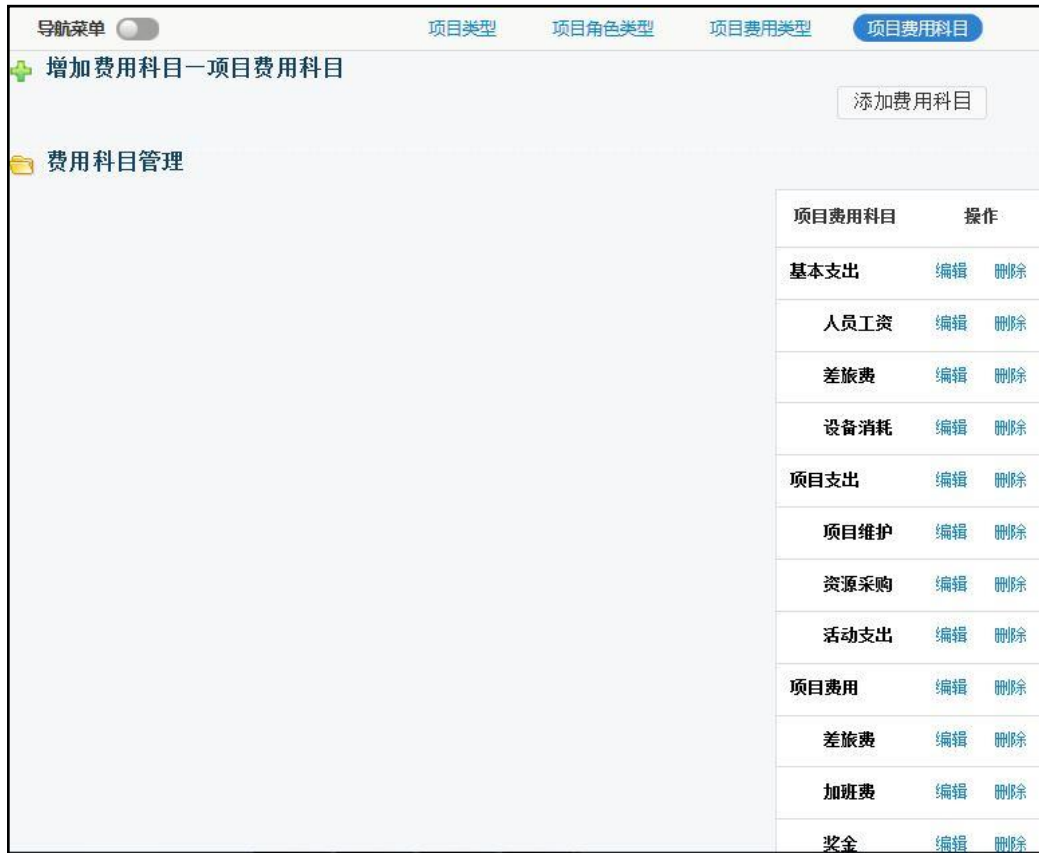 导航菜单 项目类型 项目角色类型 项目费用类型 项目费用科目
增加费用科目—项目费用科目
添加费用科目
费用科目管理
项目费用科目 操作
基本支出 编辑 删除
人员工资 编辑 删除
差旅费 编辑 删除
设备消耗 编辑 删除
项目支出 编辑 删除
项目维护 编辑 删除
资源采购 编辑 删除
活动支出 编辑 删除
项目费用 编辑 删除
差旅费 编辑 删除
加班费 编辑 删除
奖金 编辑 删除